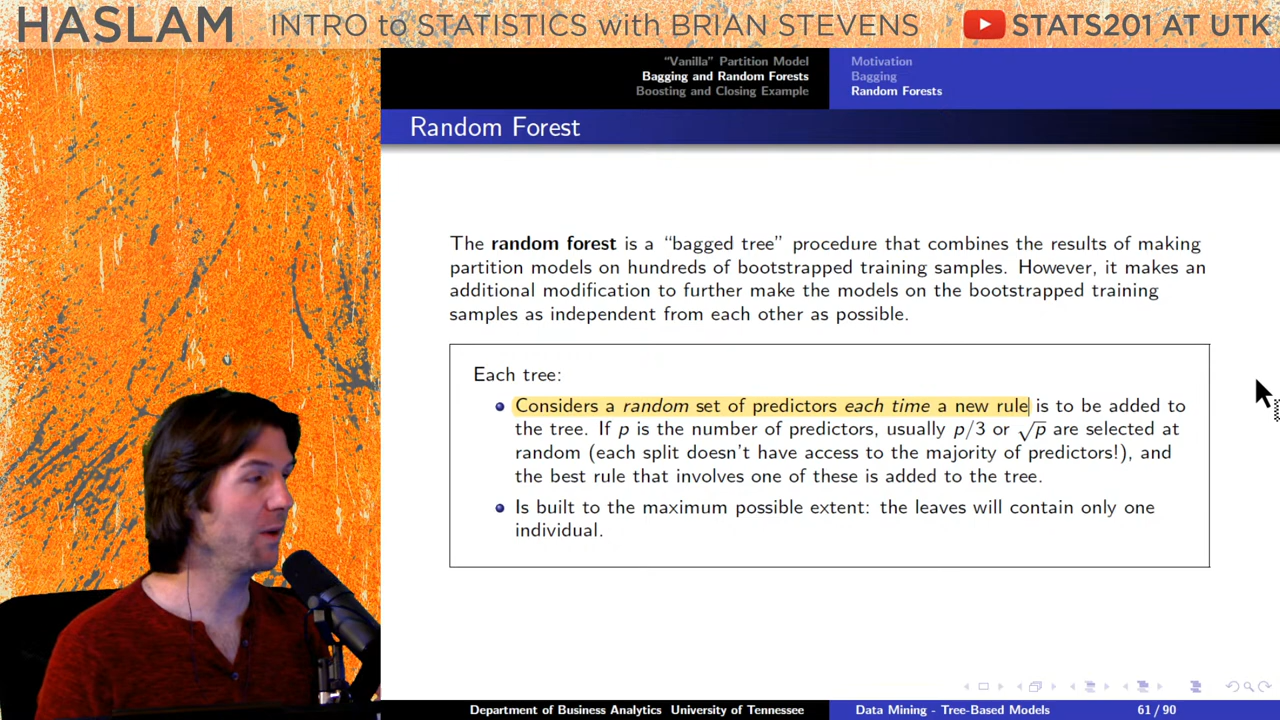 HASLAM INTRO to STATISTICS with BRIAN STEVENS STATS201 AT UTK
"Vanilla" Partition Model
Bagging and Random Forests
Boosting and Closing Example
Motivation
Bagging
Random Forests
Random Forest
The random forest is a “bagged tree” procedure that combines the results of making
partition models on hundreds of bootstrapped training samples. However, it makes an
additional modification to further make the models on the bootstrapped training
samples as independent from each other as possible.
Each tree:
Considers a random set of predictors each time a new rule is to be added to
the tree. If p is the number of predictors, usually p/3 or √p are selected at
random (each split doesn't have access to the majority of predictors!), and
the best rule that involves one of these is added to the tree.
Is built to the maximum possible extent: the leaves will contain only one
individual.
Department of Business Analytics University of Tennessee Data Mining - Tree-Based Models 61 / 90